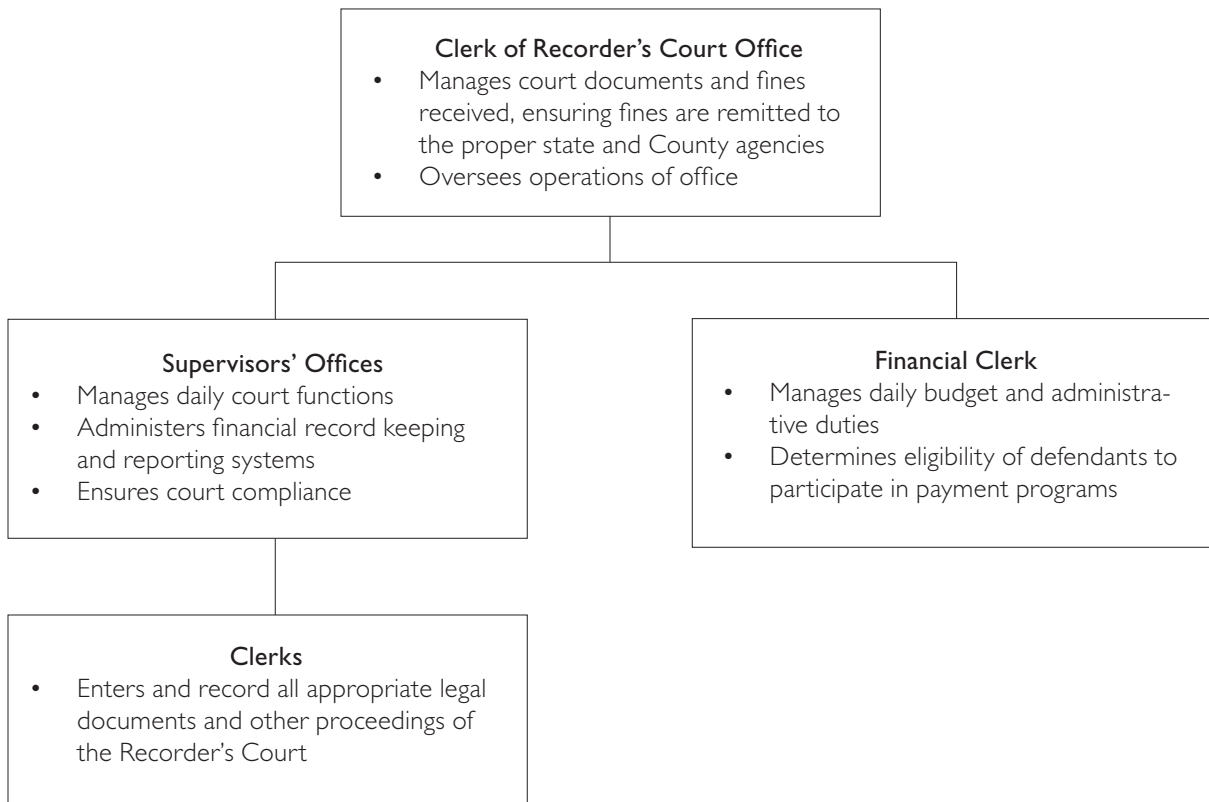 Clerk of Recorder’s Court Office
• Manages court documents and fines
received, ensuring fines are remitted to
the proper state and County agencies
• Oversees operations of office
Supervisors’ Offices
• Manages daily court functions
• Administers financial record keeping
and reporting systems
• Ensures court compliance
Financial Clerk
• Manages daily budget and administra-
tive duties
• Determines eligibility of defendants to
participate in payment programs
Clerks
• Enters and record all appropriate legal
documents and other proceedings of
the Recorder’s Court